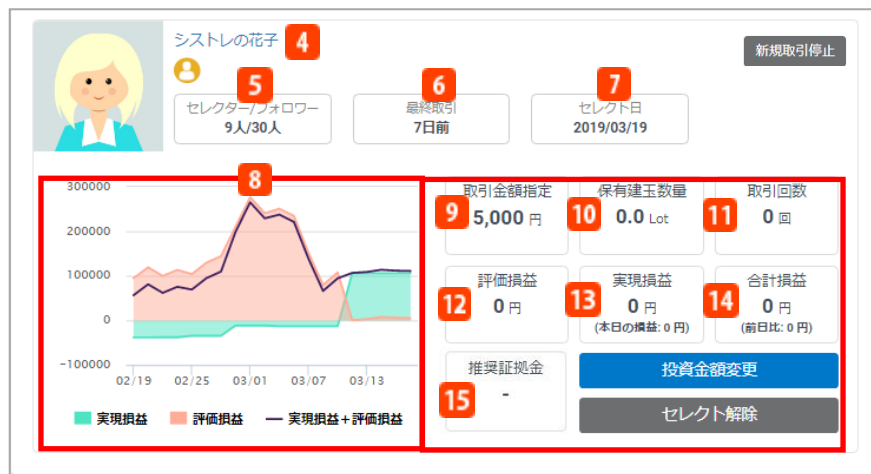 シストレの花子 4
新規取引停止
5 6 7
セレクター/フォロワー 最終取引 セレクト日
9人/30人 7日前 2019/03/19
8
300000
200000
100000
0
-100000
02/19 02/25 03/01 03/07 03/13
実現損益 評価損益 実現損益+評価損益
取引金額指定 保有建玉数量 取引回数
9 5,000 円 10 0.0 Lot 11 0 回
評価損益 実現損益 合計損益
12 0 円 13 0 円 14 0 円
(本日の損益: 0 円) (前日比: 0 円)
推奨証拠金 投資金額変更
15 -
セレクト解除